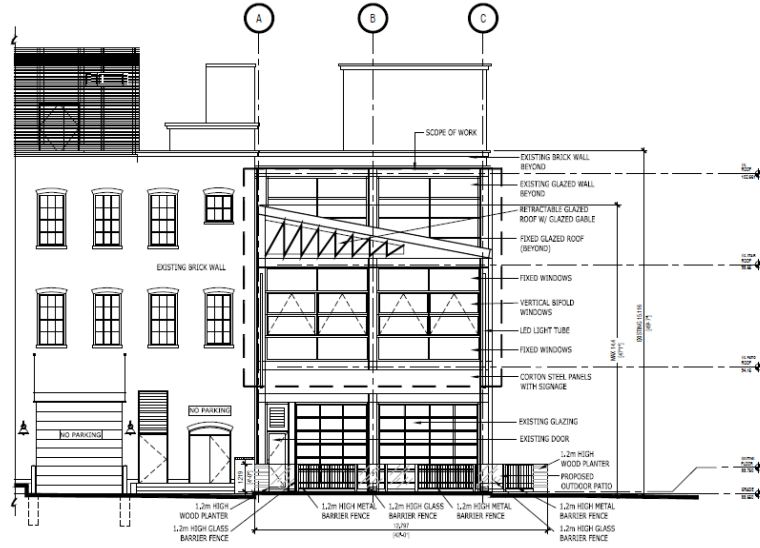 A
B
C
SCOPE OF WORK
EXISTING BRICK WALL
BEYOND
EXISTING GLAZED WALL
BEYOND
RETRACTABLE GLAZED
ROOF W/ GLAZED GABLE
FIXED GLAZED ROOF
(BEYOND)
EXISTING BRICK WALL
FIXED WINDOWS
VERTICAL BIFOLD
WINDOWS
LED LIGHT TUBE
FIXED WINDOWS
CORTON STEEL PANELS
WITH SIGNAGE
NO PARKING
NO PARKING
EXISTING GLAZING
EXISTING DOOR
1.2m HIGH
WOOD PLANTER
PROPOSED
OUTDOOR PATIO
1.2m HIGH
WOOD PLANTER
1.2m HIGH GLASS
BARRIER FENCE
1.2m HIGH METAL
BARRIER FENCE
1.2m HIGH GLASS
BARRIER FENCE
1.2m HIGH METAL
BARRIER FENCE
1.2m HIGH METAL
BARRIER FENCE
1.2m HIGH GLASS
BARRIER FENCE
ROOF
ROOF
ROOF